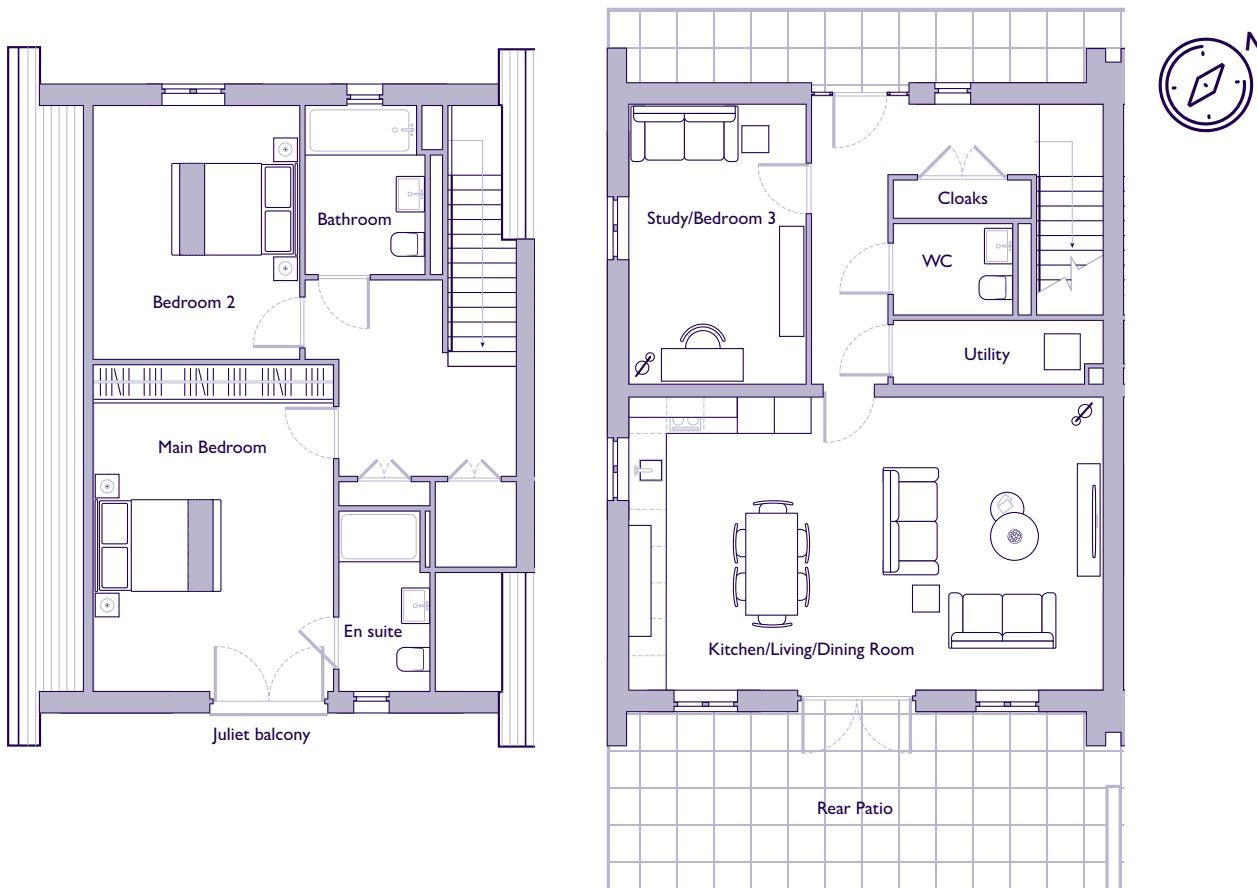 Bathroom
Bedroom 2
Main Bedroom
En suite
Juliet balcony
N
Study/Bedroom 3
Cloaks
WC
Utility
Kitchen/Living/Dining Room
Rear Patio